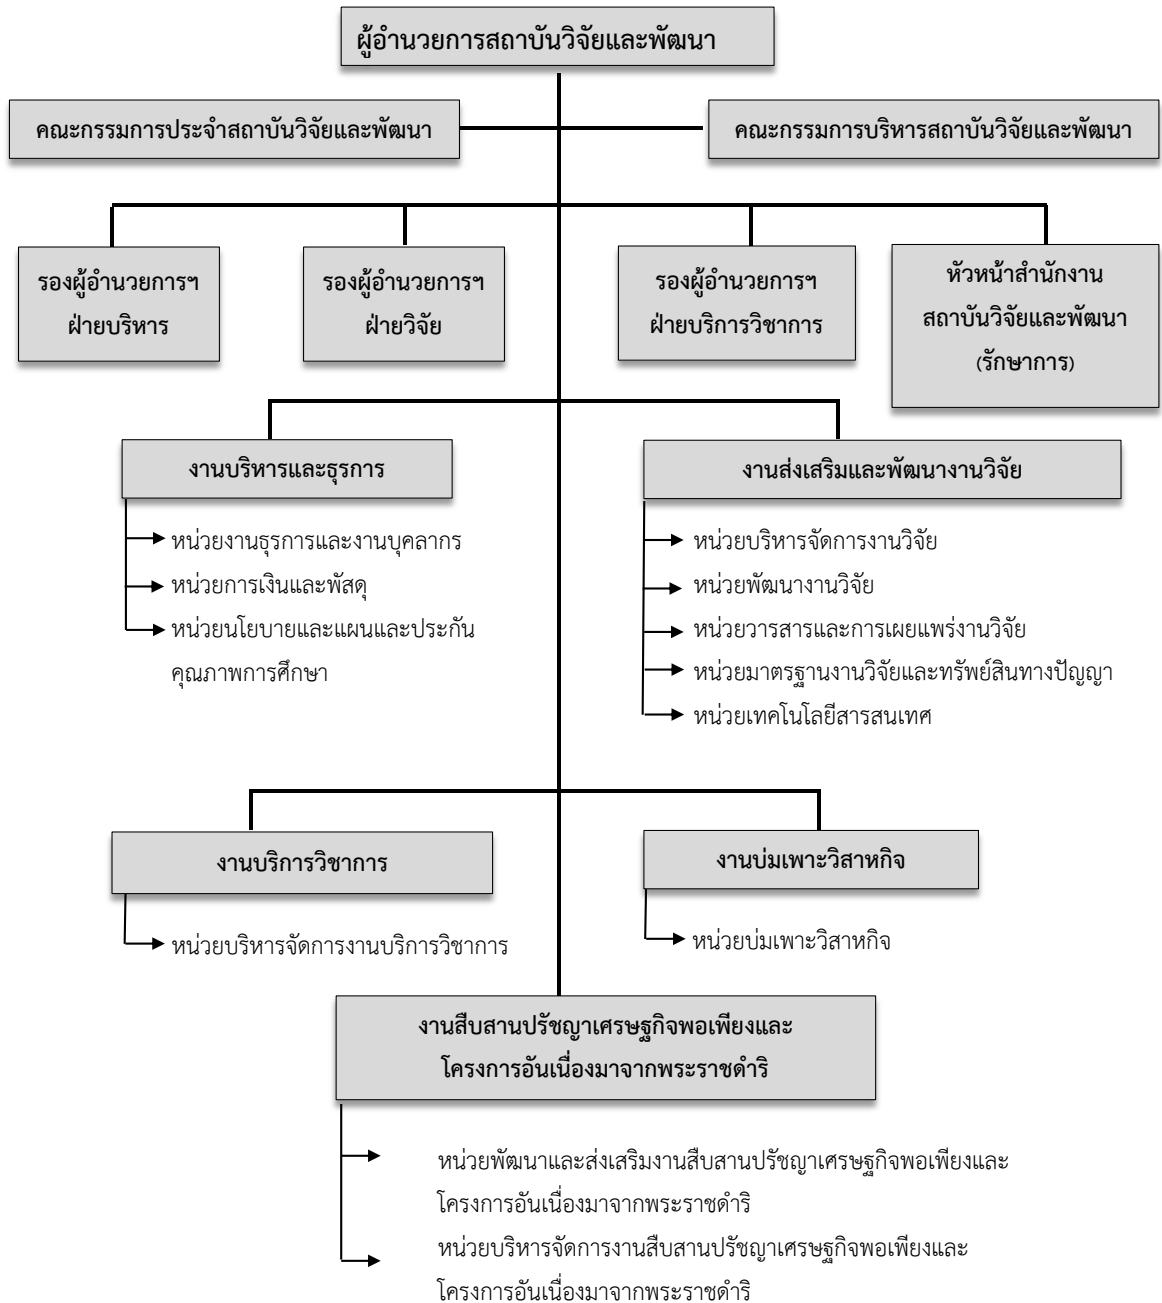 ผู้อำนวยการสถาบันวิจัยและพัฒนา
คณะกรรมการประจำสถาบันวิจัยและพัฒนา
คณะกรรมการบริหารสถาบันวิจัยและพัฒนา
รองผู้อำนวยการฯ
ฝ่ายบริหาร
รองผู้อำนวยการฯ
ฝ่ายวิจัย
รองผู้อำนวยการฯ
ฝ่ายบริการวิชาการ
หัวหน้าสำนักงาน
สถาบันวิจัยและพัฒนา
(รักษาการ)
งานบริหารและธุรการ
หน่วยงานธุรการและงานบุคลากร
หน่วยการเงินและพัสดุ
หน่วยนโยบายและแผนและประกัน
คุณภาพการศึกษา
งานส่งเสริมและพัฒนางานวิจัย
หน่วยบริหารจัดการงานวิจัย
หน่วยพัฒนางานวิจัย
หน่วยวารสารและการเผยแพร่งานวิจัย
หน่วยมาตรฐานงานวิจัยและทรัพย์สินทางปัญญา
หน่วยเทคโนโลยีสารสนเทศ
งานบริการวิชาการ
หน่วยบริหารจัดการงานบริการวิชาการ
งานบ่มเพาะวิสาหกิจ
หน่วยบ่มเพาะวิสาหกิจ
งานสืบสานปรัชญาเศรษฐกิจพอเพียงและ
โครงการอันเนื่องมาจากพระราชดำริ
หน่วยพัฒนาและส่งเสริมงานสืบสานปรัชญาเศรษฐกิจพอเพียงและ
โครงการอันเนื่องมาจากพระราชดำริ
หน่วยบริหารจัดการงานสืบสานปรัชญาเศรษฐกิจพอเพียงและ
โครงการอันเนื่องมาจากพระราชดำริ